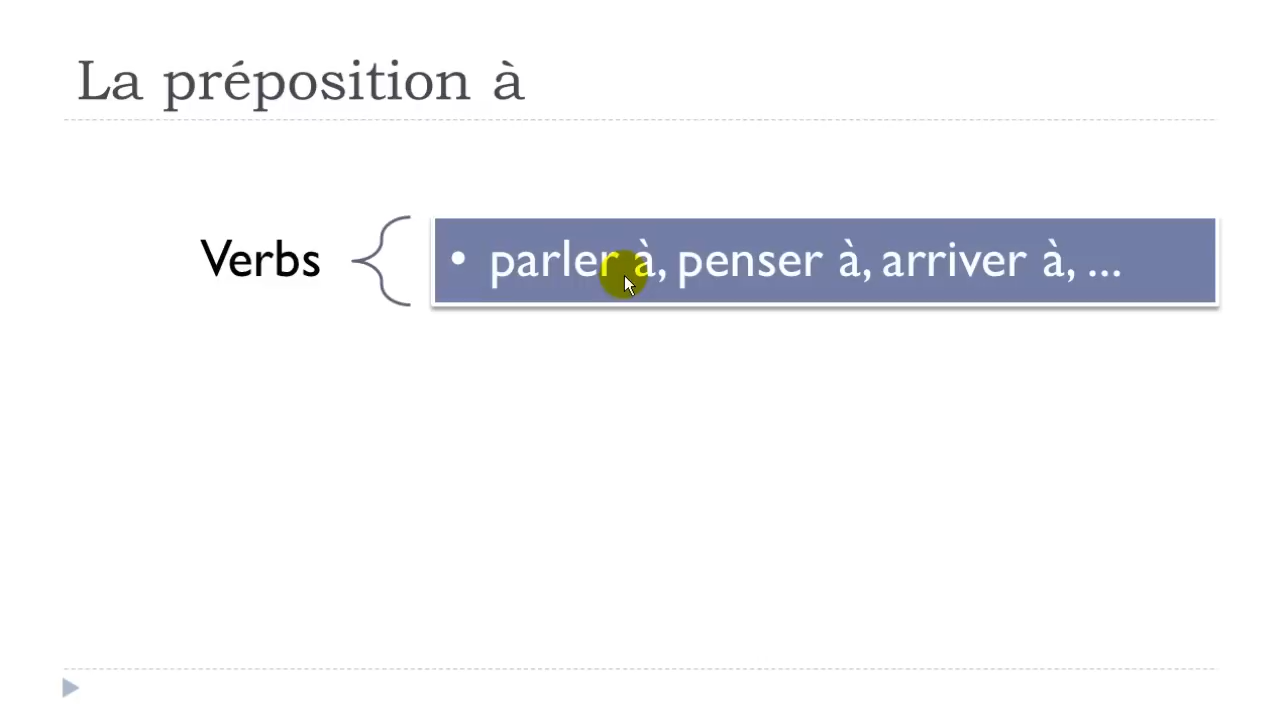 La préposition à
Verbs
• parler à, penser à, arriver à, ...